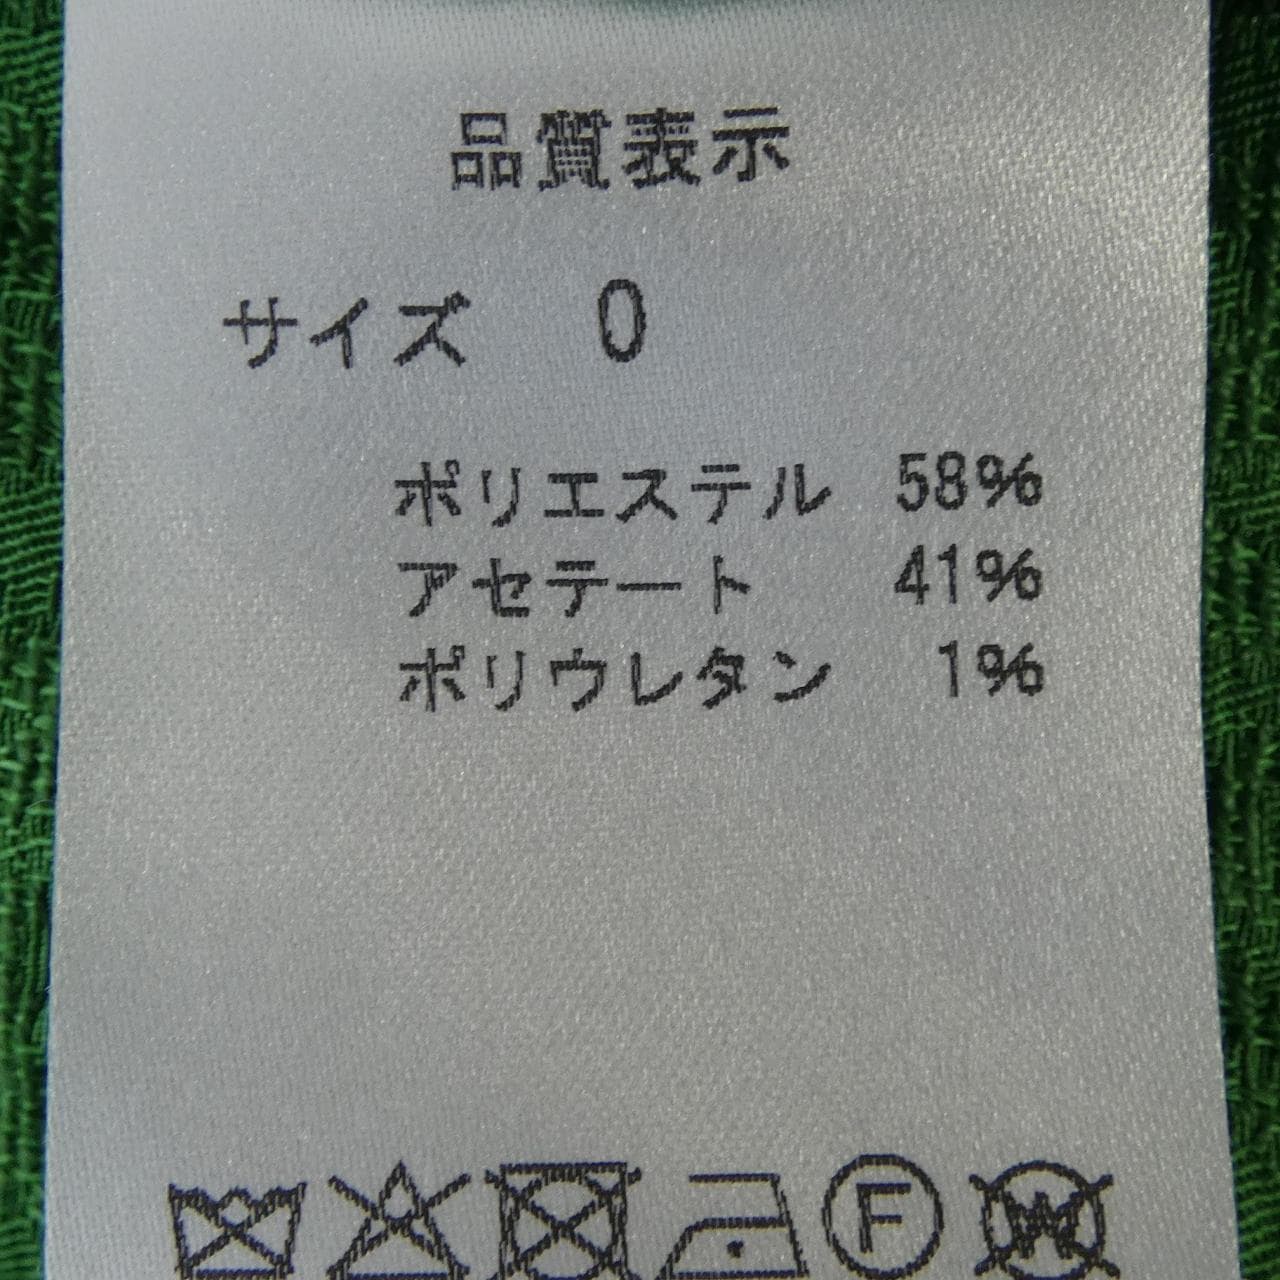 品質表示
サイズ 0
ポリエステル 58%
アセテート 41%
ポリウレタン 1%
F W